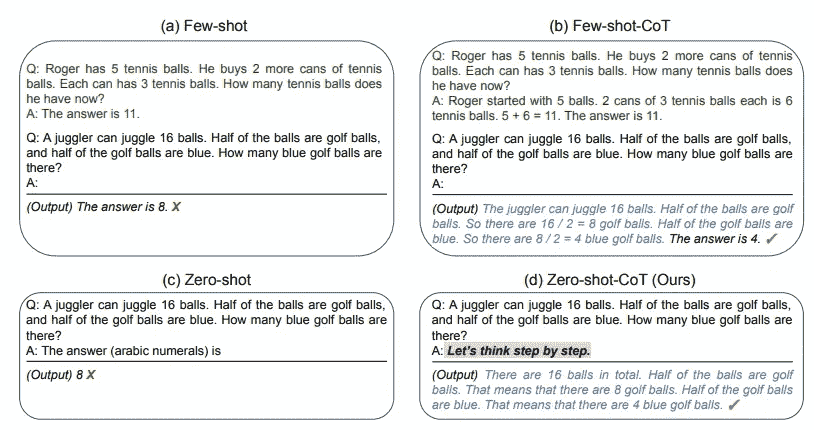 (a) Few-shot
Q: Roger has 5 tennis balls. He buys 2 more cans of tennis
balls. Each can has 3 tennis balls. How many tennis balls does
he have now?
A: The answer is 11.
Q: A juggler can juggle 16 balls. Half of the balls are golf balls,
and half of the golf balls are blue. How many blue golf balls are
there?
A:
(Output) The answer is 8. X
(b) Few-shot-CoT
Q: Roger has 5 tennis balls. He buys 2 more cans of tennis
balls. Each can has 3 tennis balls. How many tennis balls does
he have now?
A: Roger started with 5 balls. 2 cans of 3 tennis balls each is 6
tennis balls. 5 + 6 = 11. The answer is 11.
Q: A juggler can juggle 16 balls. Half of the balls are golf balls,
and half of the golf balls are blue. How many blue golf balls are
there?
A:
(Output) The juggler can juggle 16 balls. Half of the balls are golf
balls. So there are 16 / 2 = 8 golf balls. Half of the golf balls are
blue. So there are 8 / 2 = 4 blue golf balls. The answer is 4. ✓
(c) Zero-shot
Q: A juggler can juggle 16 balls. Half of the balls are golf balls,
and half of the golf balls are blue. How many blue golf balls are
there?
A: The answer (arabic numerals) is
(Output) 8 X
(d) Zero-shot-CoT (Ours)
Q: A juggler can juggle 16 balls. Half of the balls are golf balls,
and half of the golf balls are blue. How many blue golf balls are
there?
A: Let's think step by step.
(Output) There are 16 balls in total. Half of the balls are golf
balls. That means that there are 8 golf balls. Half of the golf balls
are blue. That means that there are 4 blue golf balls. ✓